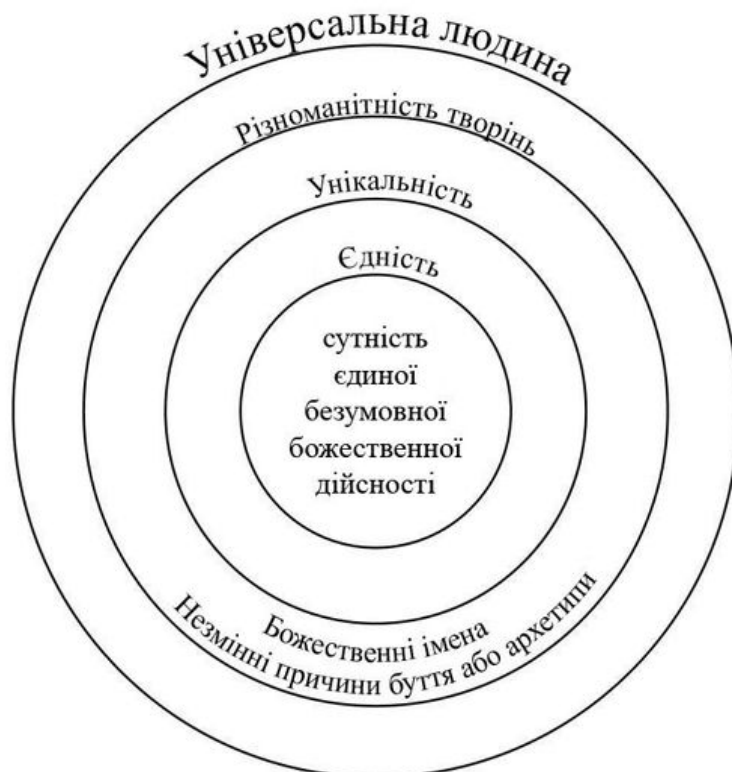 Універсальна людина
Різноманітність творінь
Унікальність
Єдність
сутність
єдиної
безумовної
божественної
дійсності
Божественні імена
Незмінні причини буття або архетипи